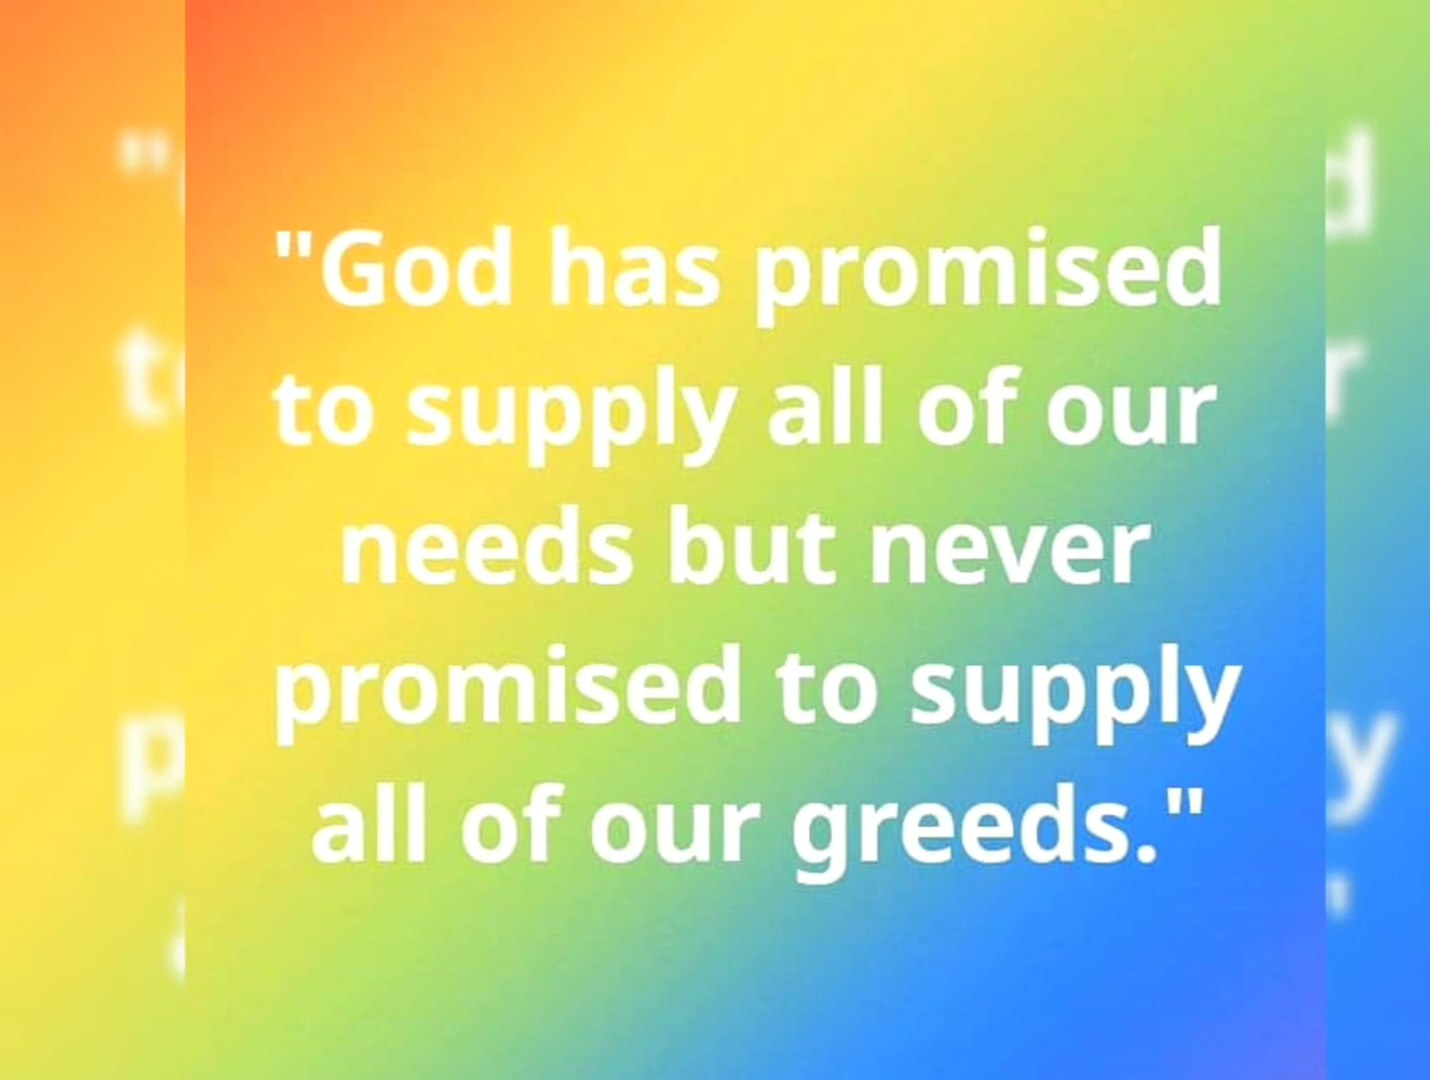 "God has promised
to supply all of our
needs but never
promised to supply
all of our greeds."